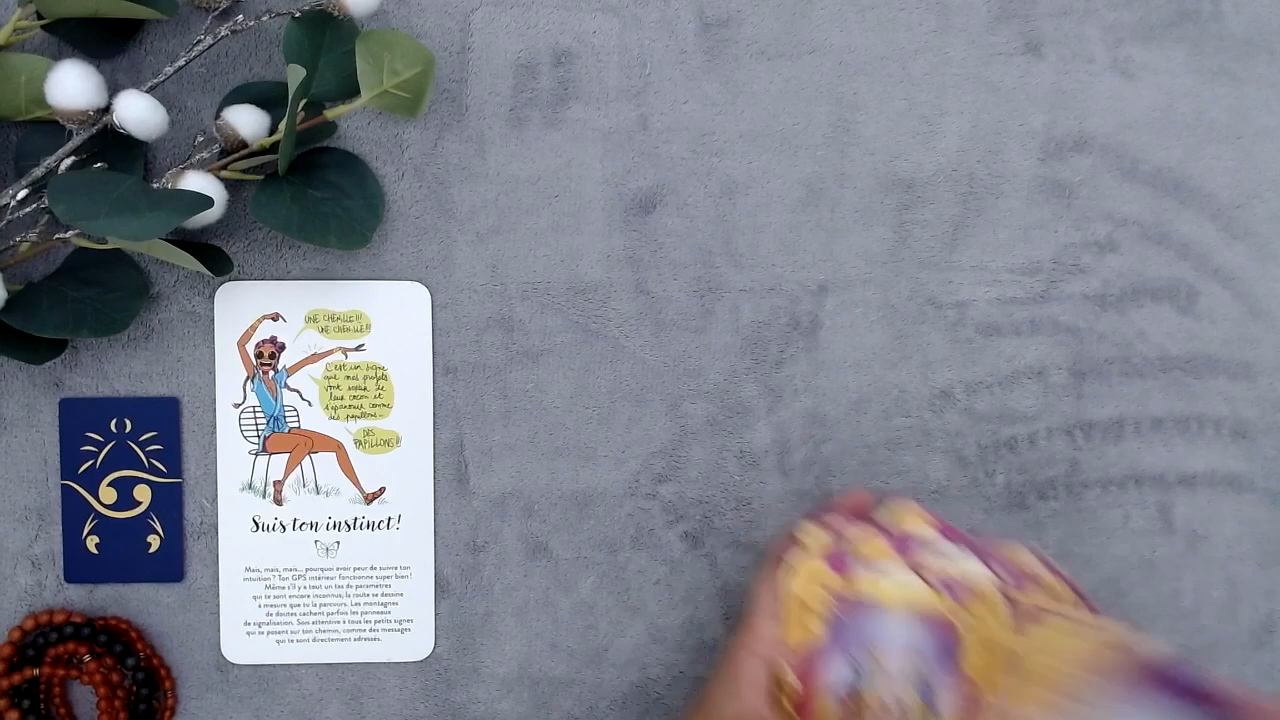 UNE CHENILLE!!!
UNE CHENILLE!!!
C'est un signe
que mes projets
vont sortir de
leur cocon et
s'épanouir comme
des papillons...
DES
PAPILLONS!!!
Suis ton instinct!
Mais, mais, mais... pourquoi avoir peur de suivre ton
intuition? Ton GPS intérieur fonctionne super bien!
Même s'il y a tout un tas de paramètres
qui te sont encore inconnus, la route se dessine
à mesure que tu la parcours. Les montagnes
de doutes cachent parfois les panneaux
de signalisation. Sois attentive à tous les petits signes
qui se posent sur ton chemin, comme des messages
qui te sont directement adressés.